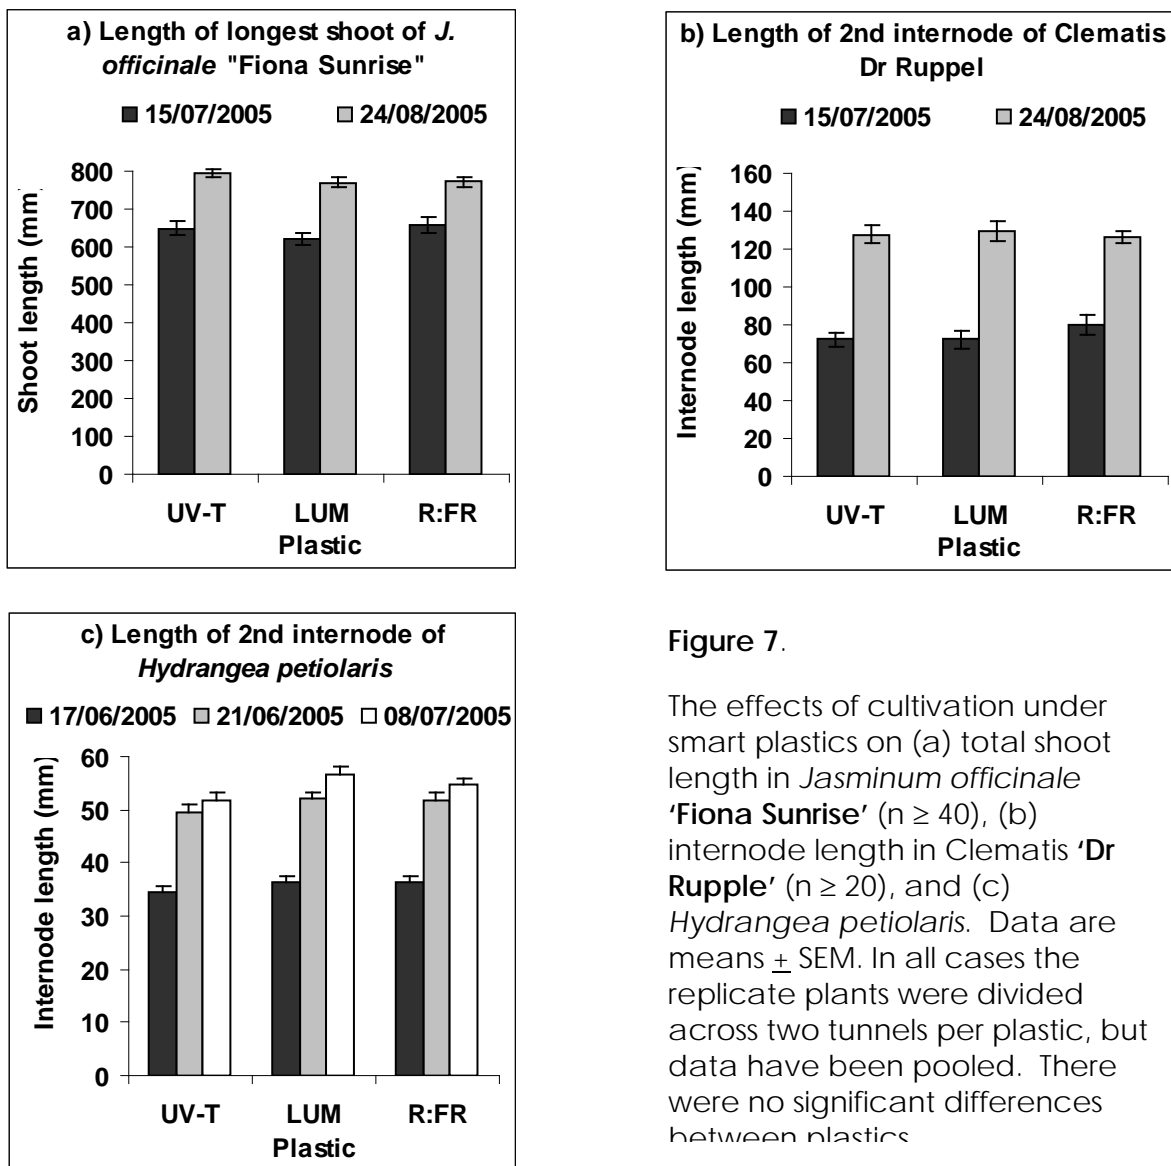 a) Length of longest shoot of J.
officinale "Fiona Sunrise"
15/07/2005 24/08/2005
Shoot length (mm)
800
700
600
500
400
300
200
100
0
UV-T LUM R:FR
Plastic
b) Length of 2nd internode of Clematis
Dr Ruppel
15/07/2005 24/08/2005
Internode length (mm)
160
140
120
100
80
60
40
20
0
UV-T LUM R:FR
Plastic
c) Length of 2nd internode of
Hydrangea petiolaris
17/06/2005 21/06/2005 08/07/2005
Internode length (mm)
60
50
40
30
20
10
0
UV-T LUM R:FR
Plastic
Figure 7.
The effects of cultivation under
smart plastics on (a) total shoot
length in Jasminum officinale
'Fiona Sunrise' (n ≥ 40), (b)
internode length in Clematis 'Dr
Rupple' (n ≥ 20), and (c)
Hydrangea petiolaris. Data are
means ± SEM. In all cases the
replicate plants were divided
across two tunnels per plastic, but
data have been pooled. There
were no significant differences
between plastics